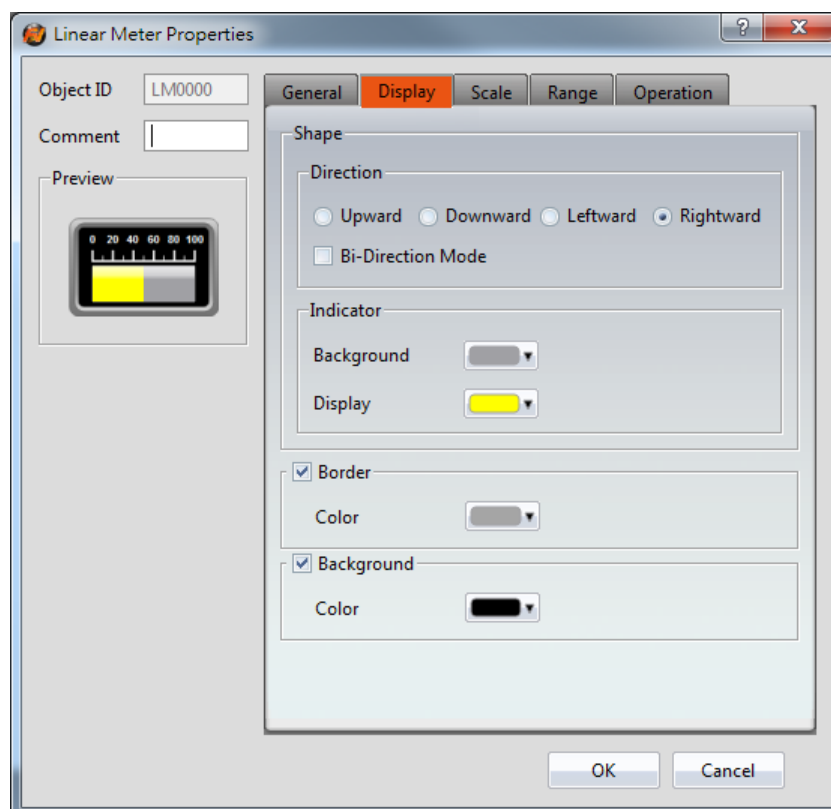 Linear Meter Properties
?
X
Object ID LM0000
Comment
Preview
0 20 40 60 80 100
General Display Scale Range Operation
Shape
Direction
Upward Downward Leftward Rightward
Bi-Direction Mode
Indicator
Background
Display
Border
Color
Background
Color
OK Cancel